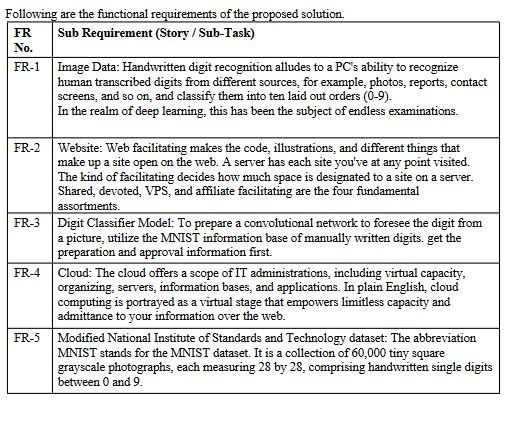 Following are the functional requirements of the proposed solution.
FR No. Sub Requirement (Story / Sub-Task)
FR-1 Image Data: Handwritten digit recognition alludes to a PC's ability to recognize
human transcribed digits from different sources, for example, photos, reports, contact
screens, and so on, and classify them into ten laid out orders (0-9).
In the realm of deep learning, this has been the subject of endless examinations.
FR-2 Website: Web facilitating makes the code, illustrations, and different things that
make up a site open on the web. A server has each site you've at any point visited.
The kind of facilitating decides how much space is designated to a site on a server.
Shared, devoted, VPS, and affiliate facilitating are the four fundamental
assortments.
FR-3 Digit Classifier Model: To prepare a convolutional network to foresee the digit from
a picture, utilize the MNIST information base of manually written digits. get the
preparation and approval information first.
FR-4 Cloud: The cloud offers a scope of IT administrations, including virtual capacity,
organizing, servers, information bases, and applications. In plain English, cloud
computing is portrayed as a virtual stage that empowers limitless capacity and
admittance to your information over the web.
FR-5 Modified National Institute of Standards and Technology dataset: The abbreviation
MNIST stands for the MNIST dataset. It is a collection of 60,000 tiny square
grayscale photographs, each measuring 28 by 28, comprising handwritten single digits
between 0 and 9.